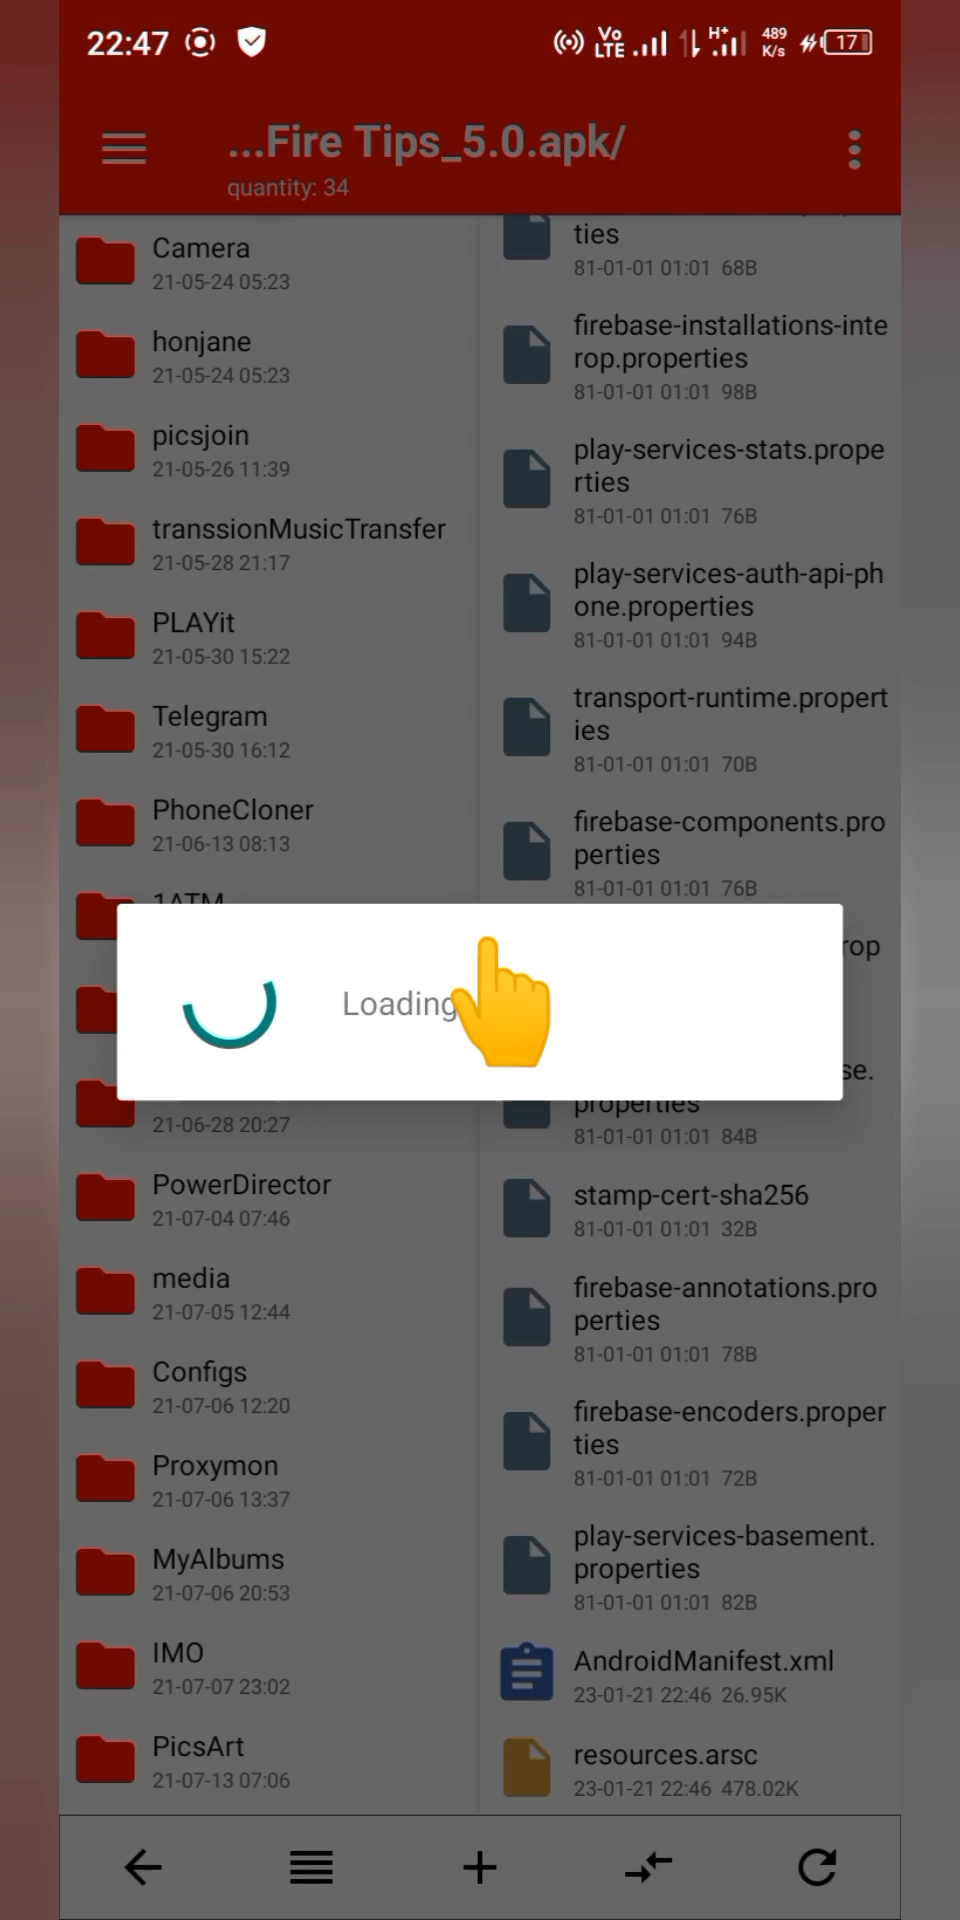 22:47
Vo
LTE
H+
489
K/s
17
...Fire Tips_5.0.apk/
quantity: 34
Camera
21-05-24 05:23
honjane
21-05-24 05:23
picsjoin
21-05-26 11:39
transsionMusicTransfer
21-05-28 21:17
PLAYit
21-05-30 15:22
Telegram
21-05-30 16:12
PhoneCloner
21-06-13 08:13
1ATM
21-06-28 20:27
PowerDirector
21-07-04 07:46
media
21-07-05 12:44
Configs
21-07-06 12:20
Proxymon
21-07-06 13:37
MyAlbums
21-07-06 20:53
IMO
21-07-07 23:02
PicsArt
21-07-13 07:06
ties
81-01-01 01:01 68B
firebase-installations-inte
rop.properties
81-01-01 01:01 98B
play-services-stats.prope
rties
81-01-01 01:01 76B
play-services-auth-api-ph
one.properties
81-01-01 01:01 94B
transport-runtime.propert
ies
81-01-01 01:01 70B
firebase-components.pro
perties
81-01-01 01:01 76B
rop
se.
properties
81-01-01 01:01 84B
stamp-cert-sha256
81-01-01 01:01 32B
firebase-annotations.pro
perties
81-01-01 01:01 78B
firebase-encoders.proper
ties
81-01-01 01:01 72B
play-services-basement.
properties
81-01-01 01:01 82B
AndroidManifest.xml
23-01-21 22:46 26.95K
resources.arsc
23-01-21 22:46 478.02K
Loading